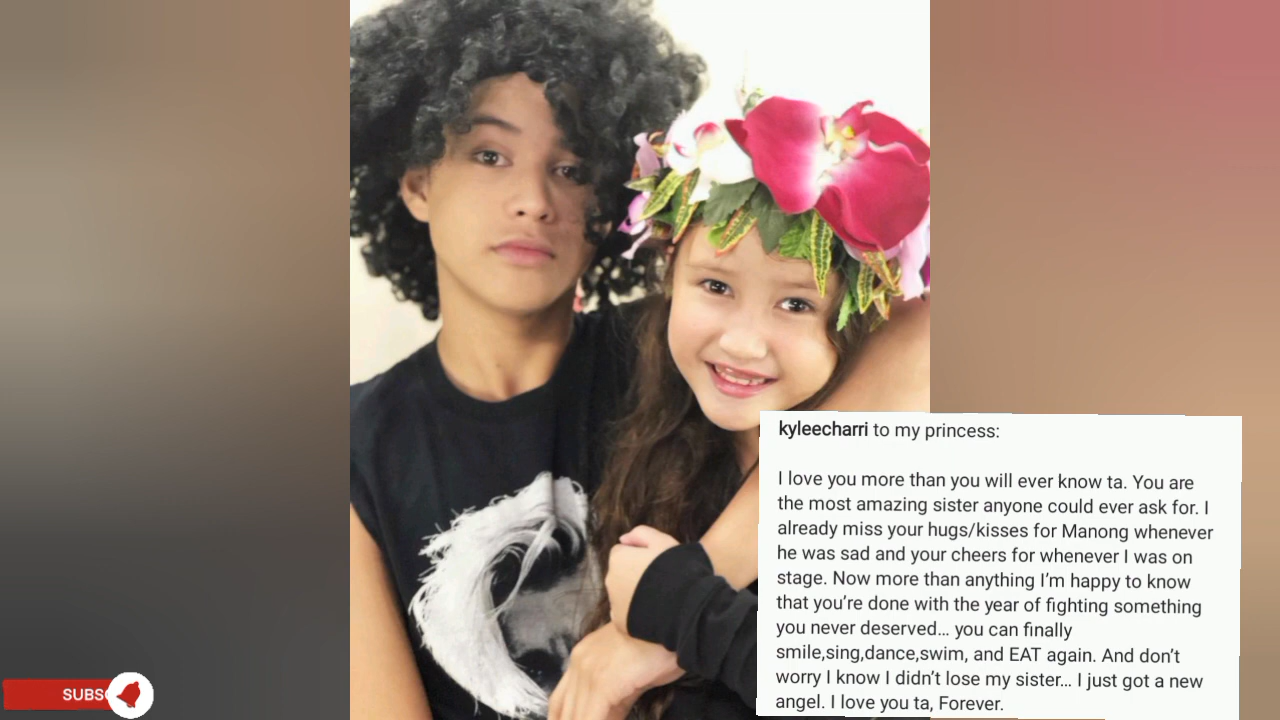 kyleecharri to my princess:
I love you more than you will ever know ta. You are
the most amazing sister anyone could ever ask for. I
already miss your hugs/kisses for Manong whenever
he was sad and your cheers for whenever I was on
stage. Now more than anything I’m happy to know
that you’re done with the year of fighting something
you never deserved… you can finally
smile,sing,dance,swim, and EAT again. And don’t
worry I know I didn’t lose my sister… I just got a new
angel. I love you ta, Forever.
SUBS